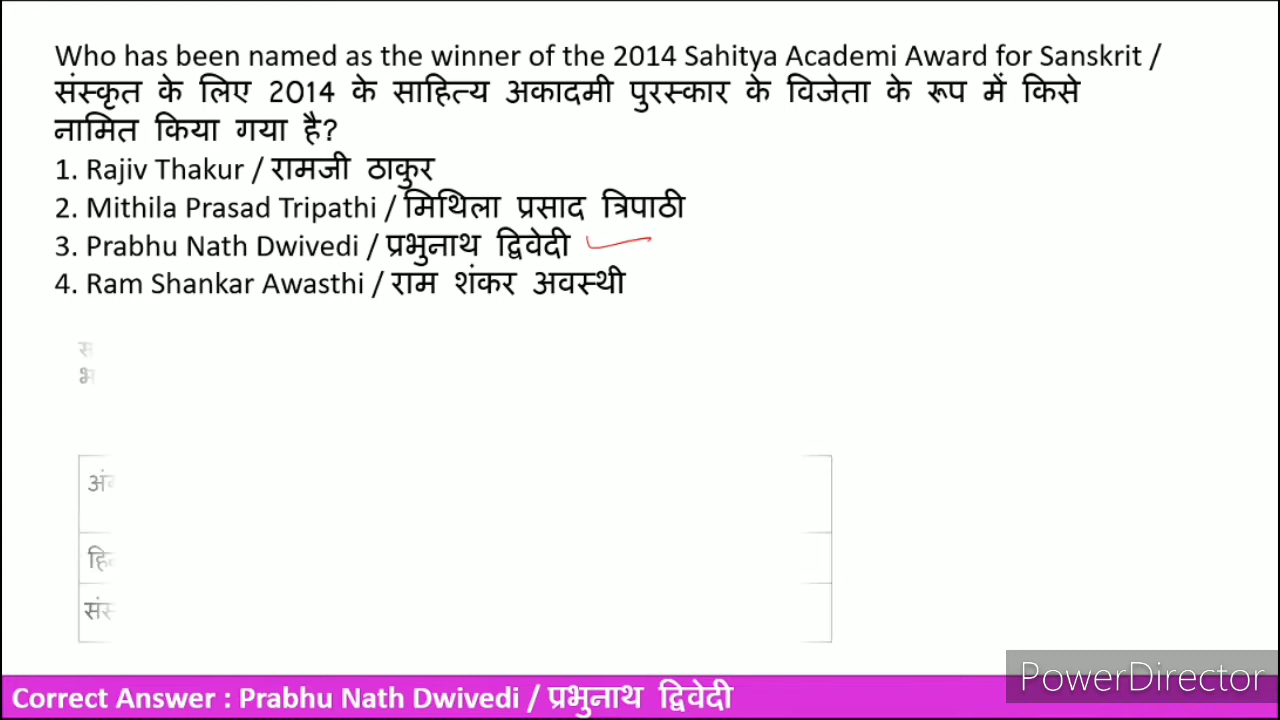 Who has been named as the winner of the 2014 Sahitya Academi Award for Sanskrit /
संस्कृत के लिए 2014 के साहित्य अकादमी पुरस्कार के विजेता के रूप में किसे
नामित किया गया है?
1. Rajiv Thakur / रामजी ठाकुर
2. Mithila Prasad Tripathi / मिथिला प्रसाद त्रिपाठी
3. Prabhu Nath Dwivedi / प्रभुनाथ द्विवेदी
4. Ram Shankar Awasthi / राम शंकर अवस्थी
Correct Answer : Prabhu Nath Dwivedi / प्रभुनाथ द्विवेदी
PowerDirector